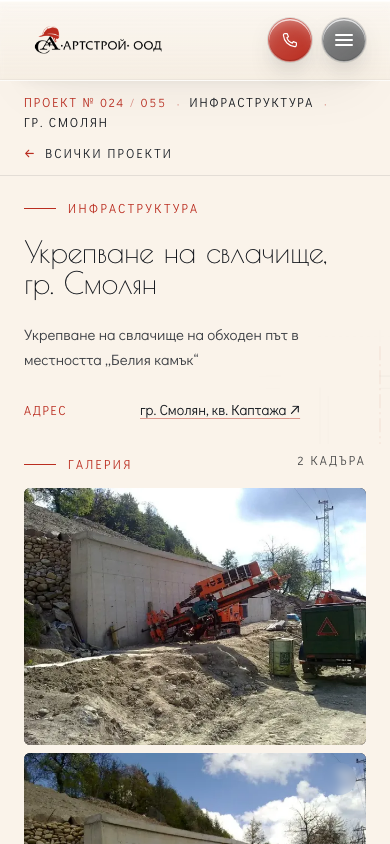 А·АРТСТРОЙ· ООД
ПРОЕКТ № 024 / 055 · ИНФРАСТРУКТУРА ·
ГР. СМОЛЯН
← ВСИЧКИ ПРОЕКТИ
ИНФРАСТРУКТУРА
Укрепване на свлачище,
гр. Смолян
Укрепване на свлачище на обходен път в
местността „Белия камък“
АДРЕС гр. Смолян, кв. Каптажа ↗
ГАЛЕРИЯ 2 КАДЪРА